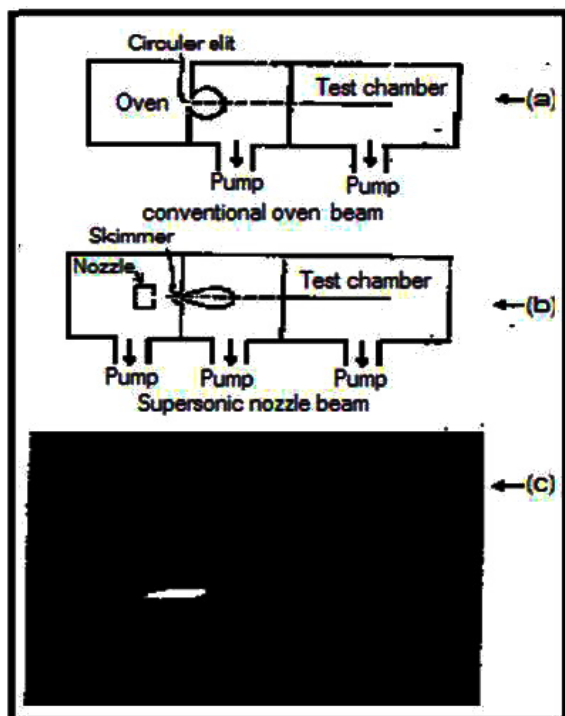 Circuler elit
Oven
Test chamber
(a)
Pump
Pump
conventional oven beam
Skimmer
Nozzle
Test chamber
(b)
Pump
Pump
Pump
Supersonic nozzle beam
(c)